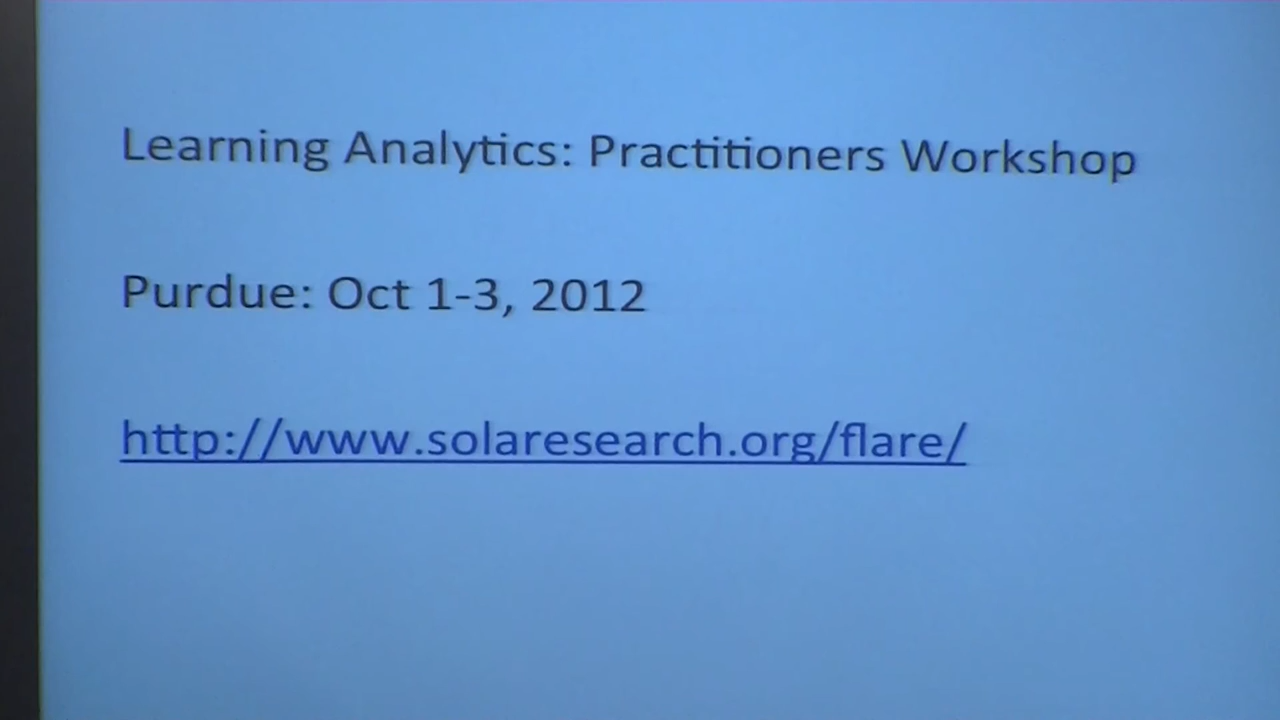 Learning Analytics: Practitioners Workshop
Purdue: Oct 1-3, 2012
http://www.solaresearch.org/flare/